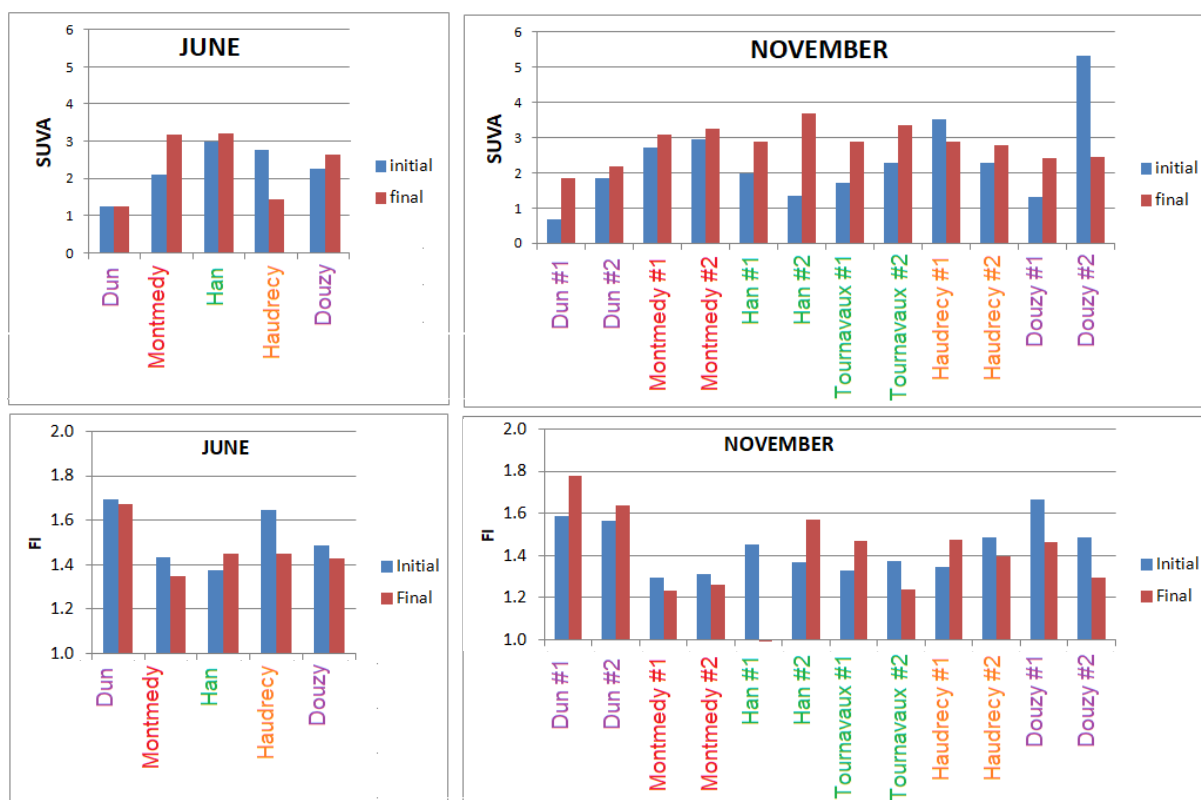 JUNE
SUVA
6
5
4
3
2
1
0
Dun
Montmedy
Han
Haudrecy
Douzy
initial
final
NOVEMBER
SUVA
6
5
4
3
2
1
0
Dun #1
Dun #2
Montmedy #1
Montmedy #2
Han #1
Han #2
Tournavaux #1
Tournavaux #2
Haudrecy #1
Haudrecy #2
Douzy #1
Douzy #2
initial
final
JUNE
FI
2.0
1.8
1.6
1.4
1.2
1.0
Dun
Montmedy
Han
Haudrecy
Douzy
Initial
Final
NOVEMBER
FI
2.0
1.8
1.6
1.4
1.2
1.0
Dun #1
Dun #2
Montmedy #1
Montmedy #2
Han #1
Han #2
Tournavaux #1
Tournavaux #2
Haudrecy #1
Haudrecy #2
Douzy #1
Douzy #2
Initial
Final